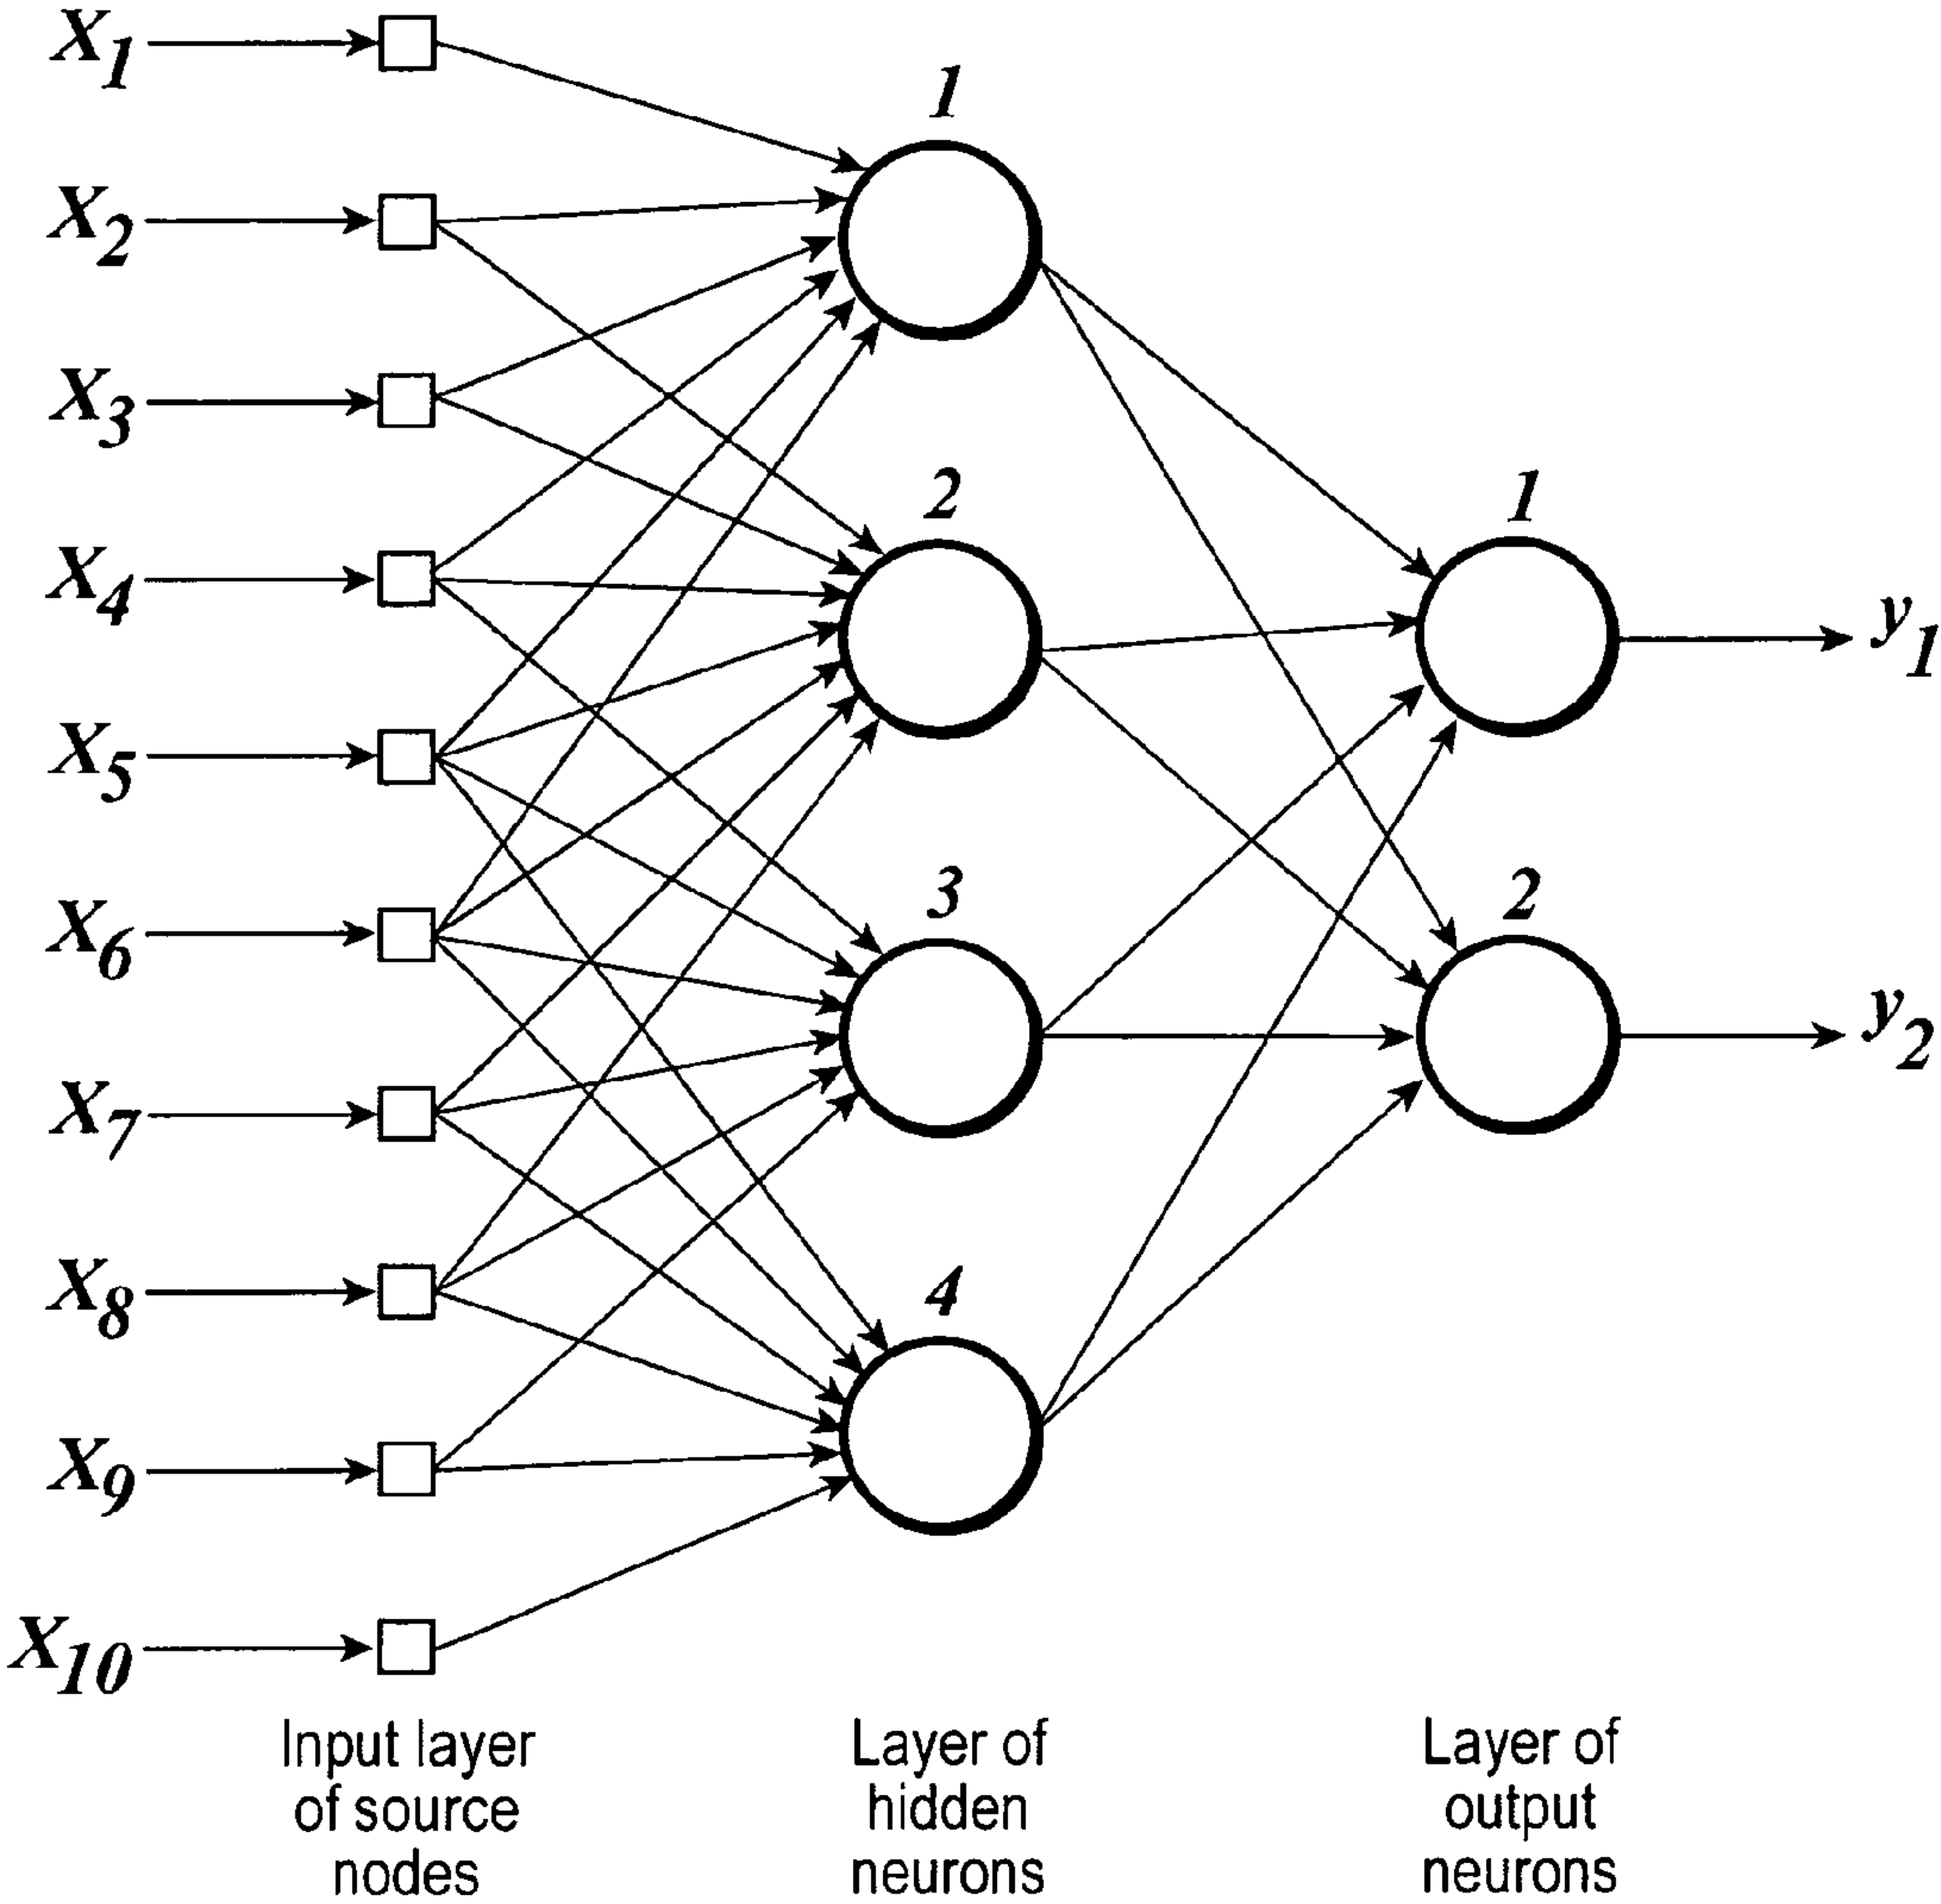 x1
1
x2
x3
2
1
x4
y1
x5
3
2
x6
y2
x7
4
x8
x9
x10
Input layer
of source
nodes
Layer of
hidden
neurons
Layer of
output
neurons